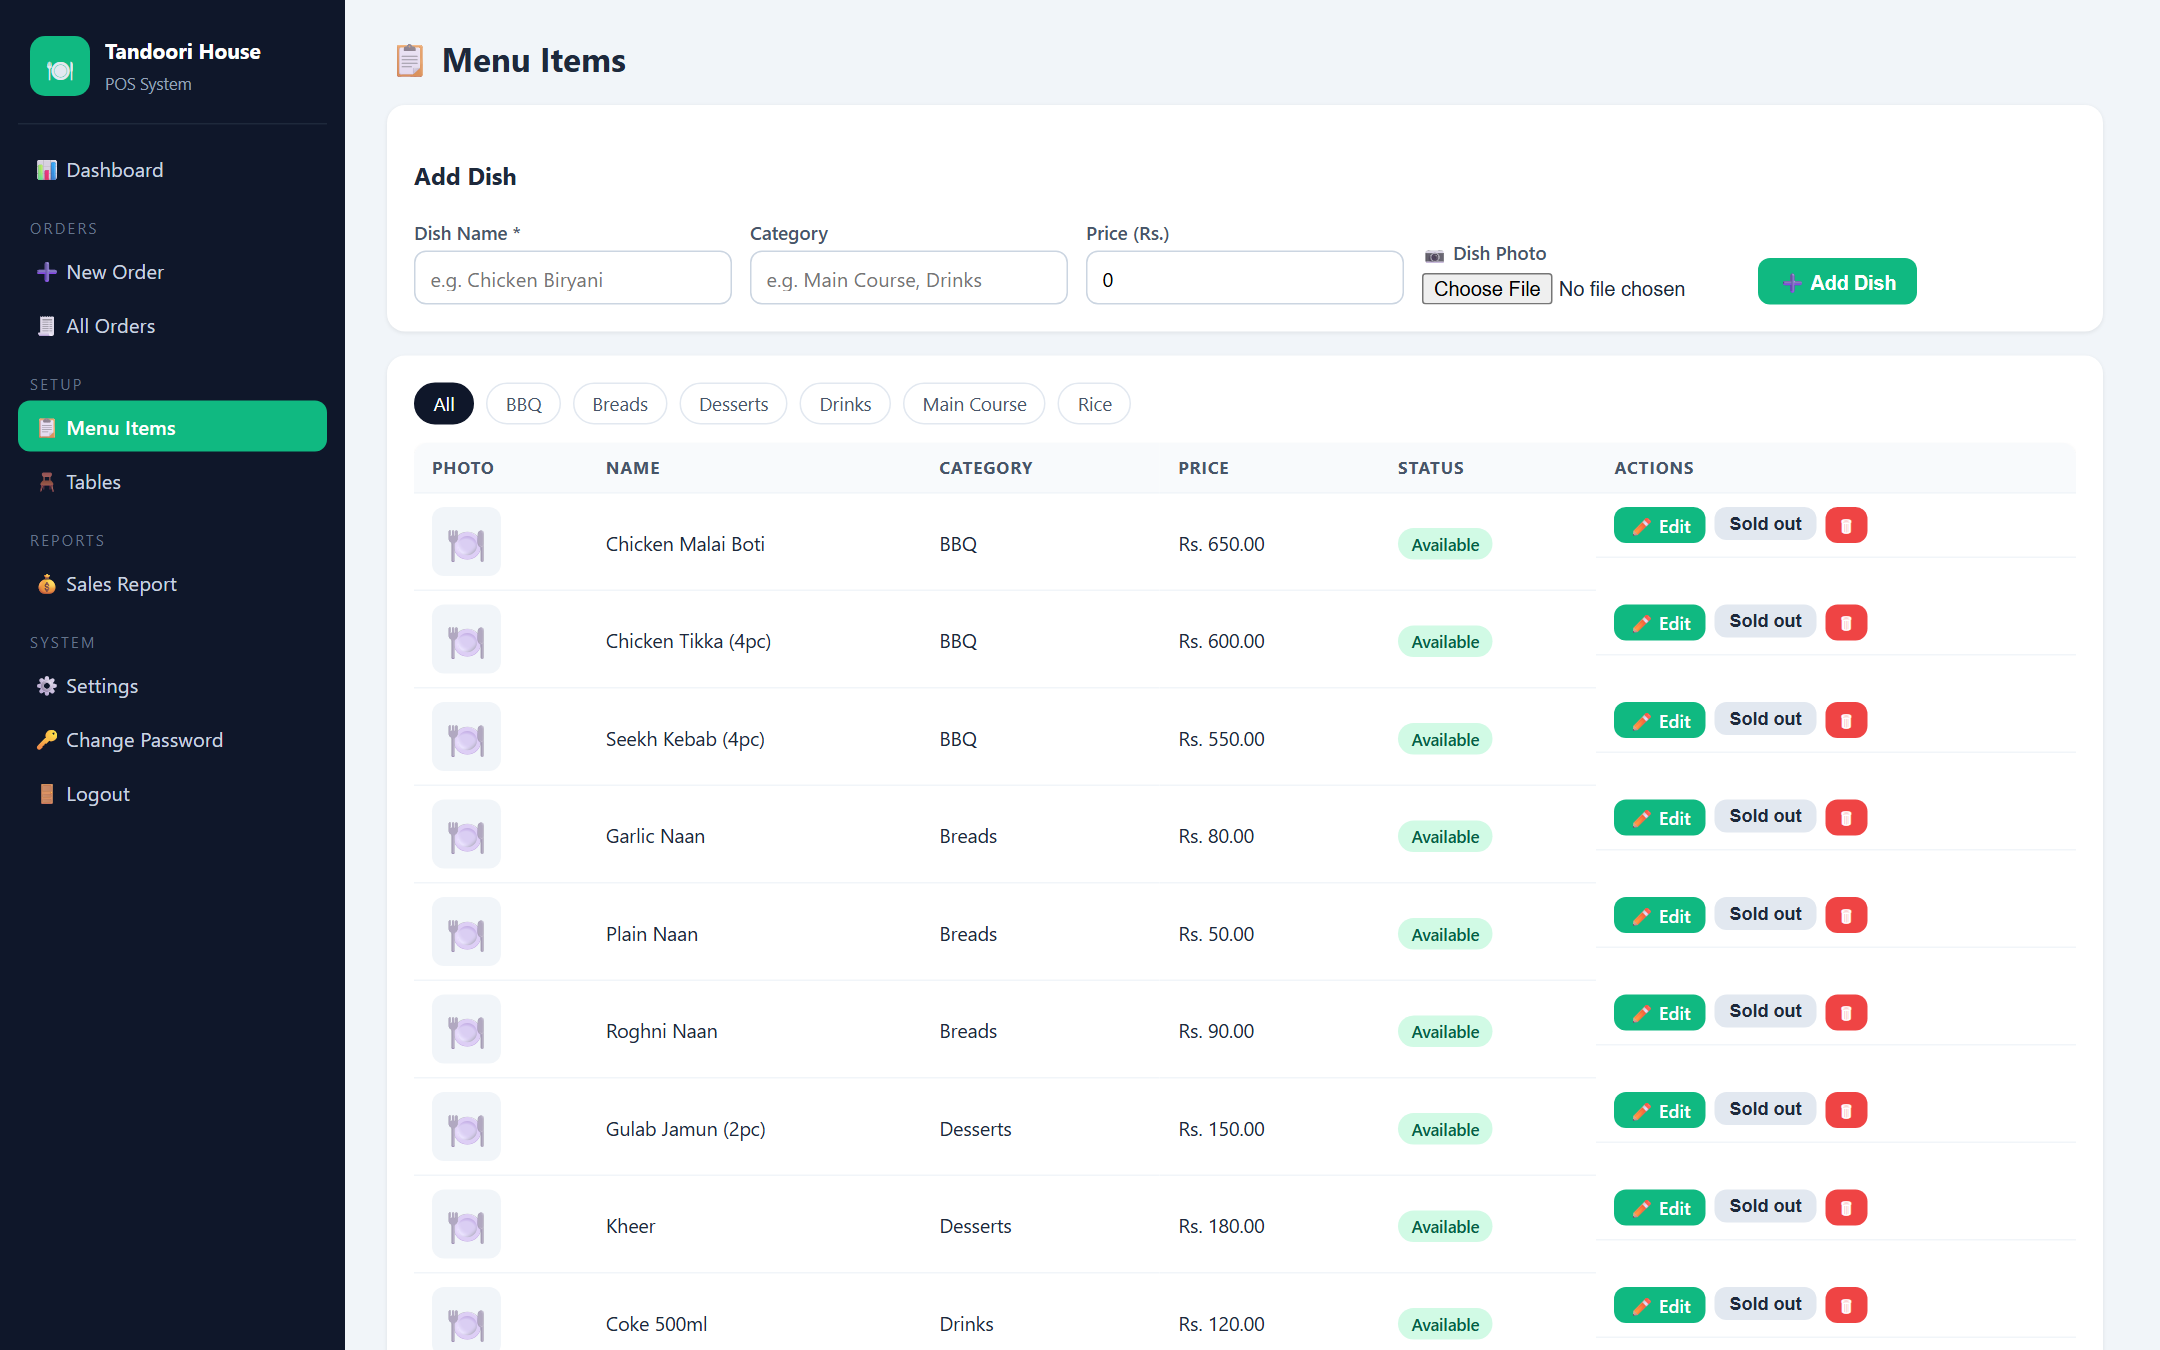 Tandoori House
POS System
Dashboard
ORDERS
New Order
All Orders
SETUP
Menu Items
Tables
REPORTS
Sales Report
SYSTEM
Settings
Change Password
Logout
Menu Items
Add Dish
Dish Name *
Category
Price (Rs.)
Dish Photo
e.g. Chicken Biryani
e.g. Main Course, Drinks
0
Choose File No file chosen
Add Dish
All BBQ Breads Desserts Drinks Main Course Rice
PHOTO NAME CATEGORY PRICE STATUS ACTIONS
Chicken Malai Boti BBQ Rs. 650.00 Available Edit Sold out
Chicken Tikka (4pc) BBQ Rs. 600.00 Available Edit Sold out
Seekh Kebab (4pc) BBQ Rs. 550.00 Available Edit Sold out
Garlic Naan Breads Rs. 80.00 Available Edit Sold out
Plain Naan Breads Rs. 50.00 Available Edit Sold out
Roghni Naan Breads Rs. 90.00 Available Edit Sold out
Gulab Jamun (2pc) Desserts Rs. 150.00 Available Edit Sold out
Kheer Desserts Rs. 180.00 Available Edit Sold out
Coke 500ml Drinks Rs. 120.00 Available Edit Sold out